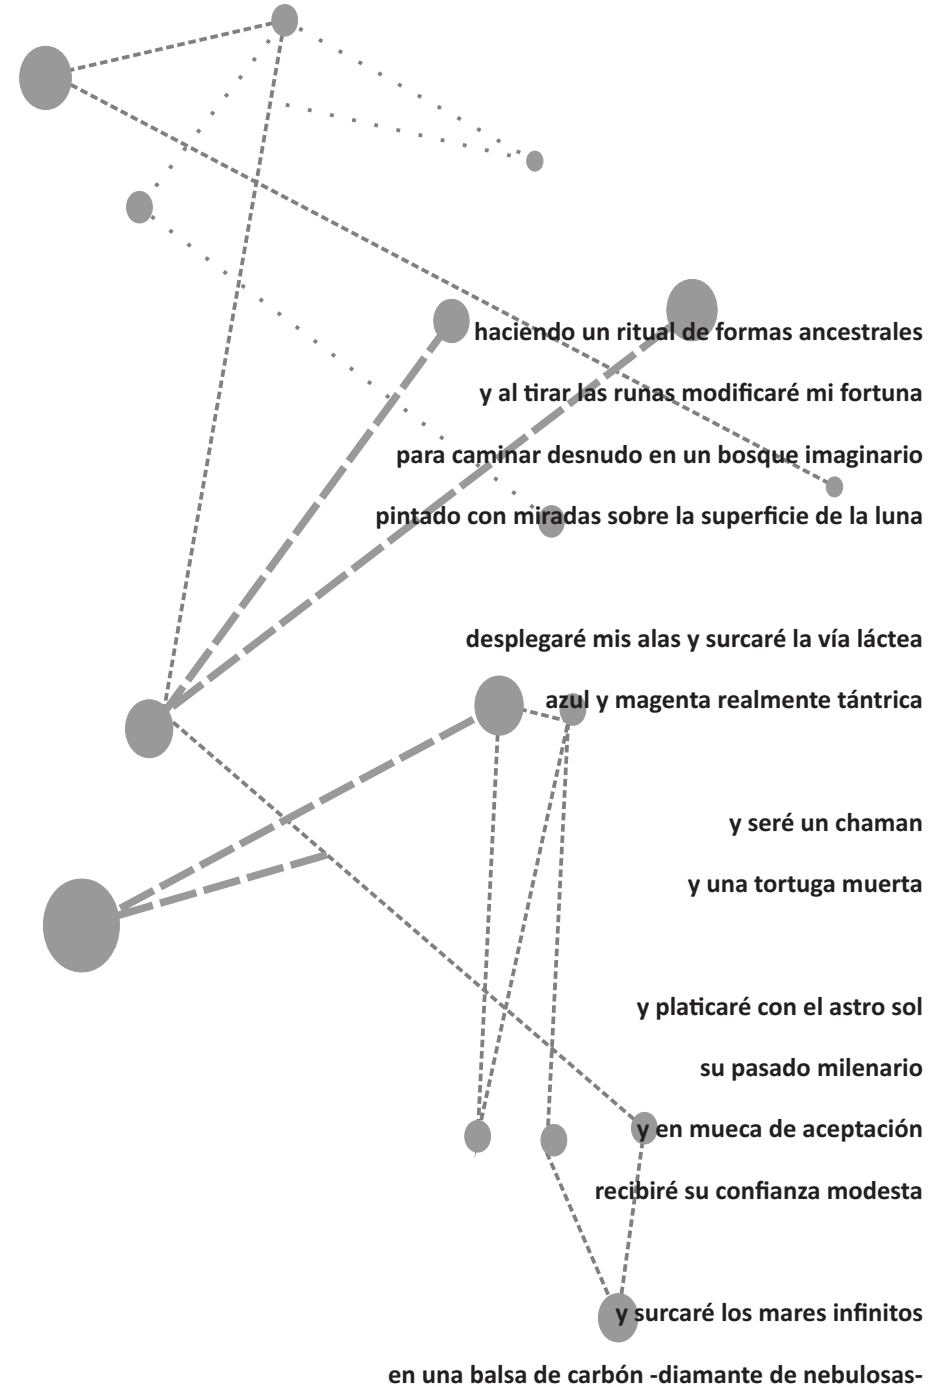 haciendo un ritual de formas ancestrales
y al tirar las runas modificaré mi fortuna
para caminar desnudo en un bosque imaginario
pintado con miradas sobre la superficie de la luna
desplegaré mis alas y surcaré la vía láctea
azul y magenta realmente tántrica
y seré un chaman
y una tortuga muerta
y platicaré con el astro sol
su pasado milenario
y en mueca de aceptación
recibiré su confianza modesta
y surcaré los mares infinitos
en una balsa de carbón -diamante de nebulosas-